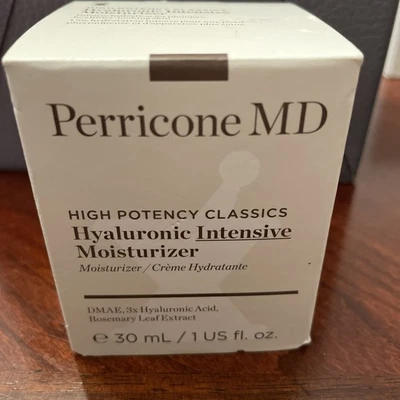 Perricone MD
HIGH POTENCY CLASSICS
Hyaluronic Intensive
Moisturizer
Moisturizer / Crème Hydratante
DMAE, 3x Hyaluronic Acid,
Rosemary Leaf Extract
℮ 30 mL / 1 US fl. oz.